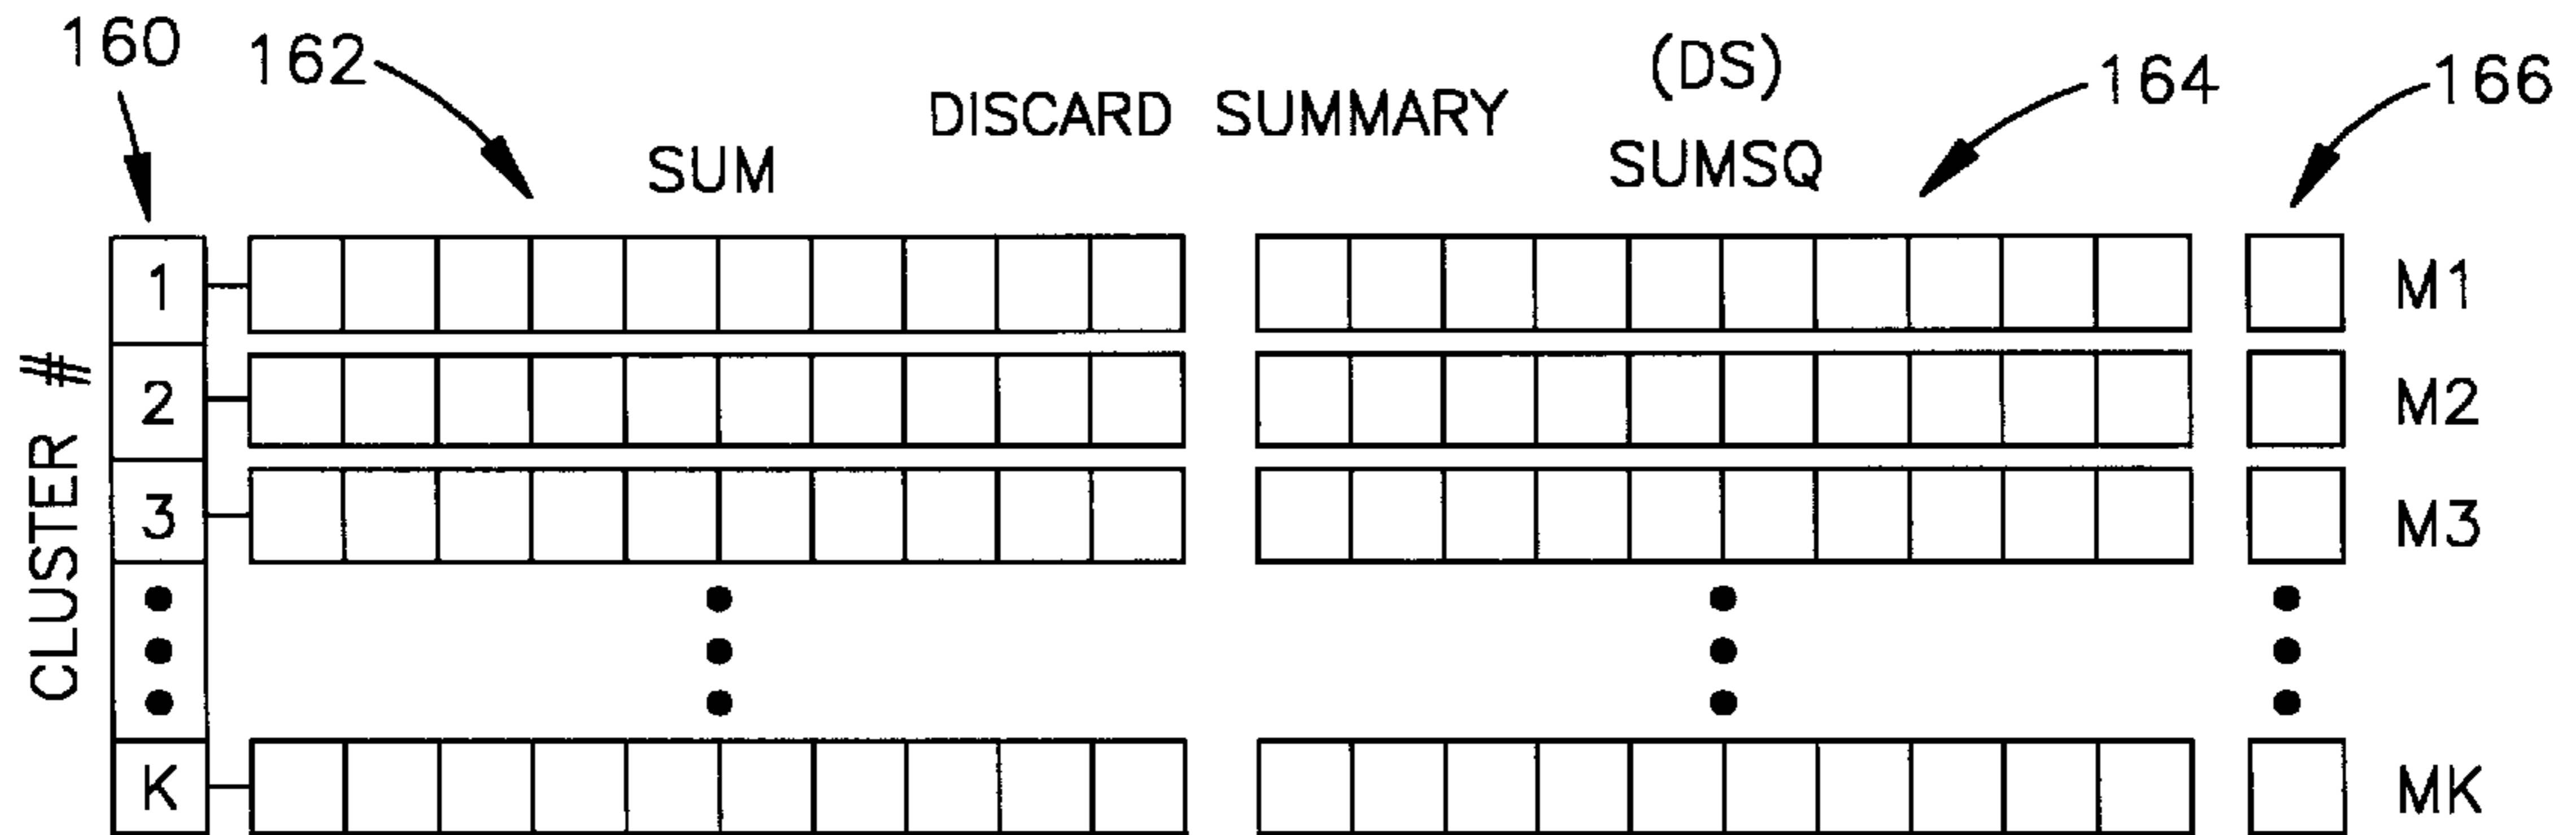 160
162
(DS)
164
166
DISCARD SUMMARY
SUM
SUMSQ
CLUSTER #
1
M1
2
M2
3
M3
K
MK